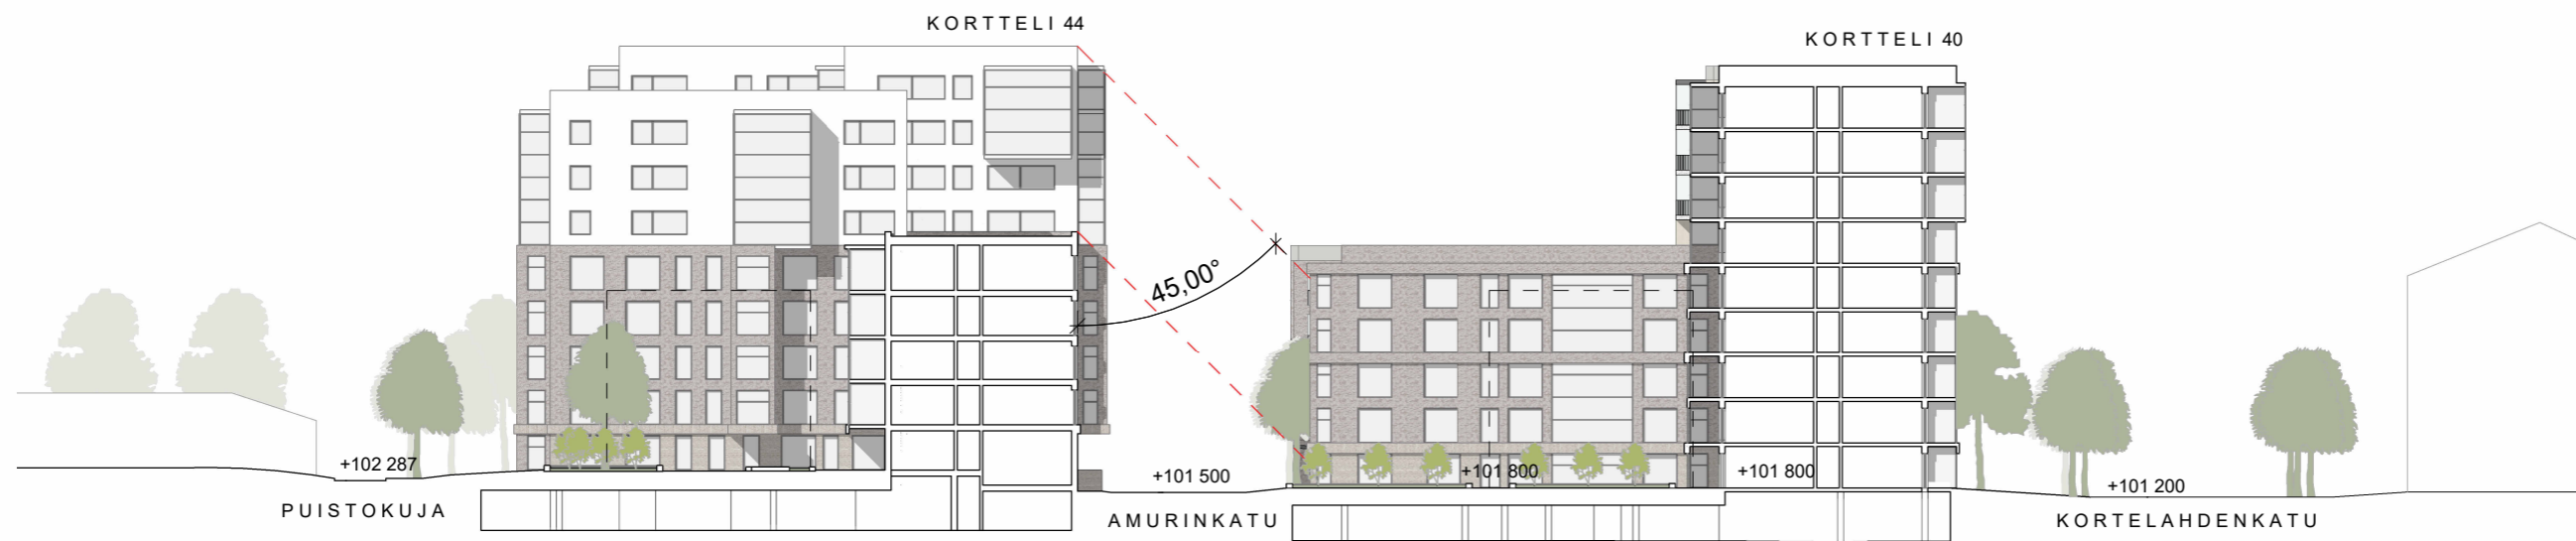 KORTTELI 44
KORTTELI 40
45,00°
+102 287
+101 500
+101 800
+101 800
+101 200
PUISTOKUJA
AMURINKATU
KORTELAHDENKATU